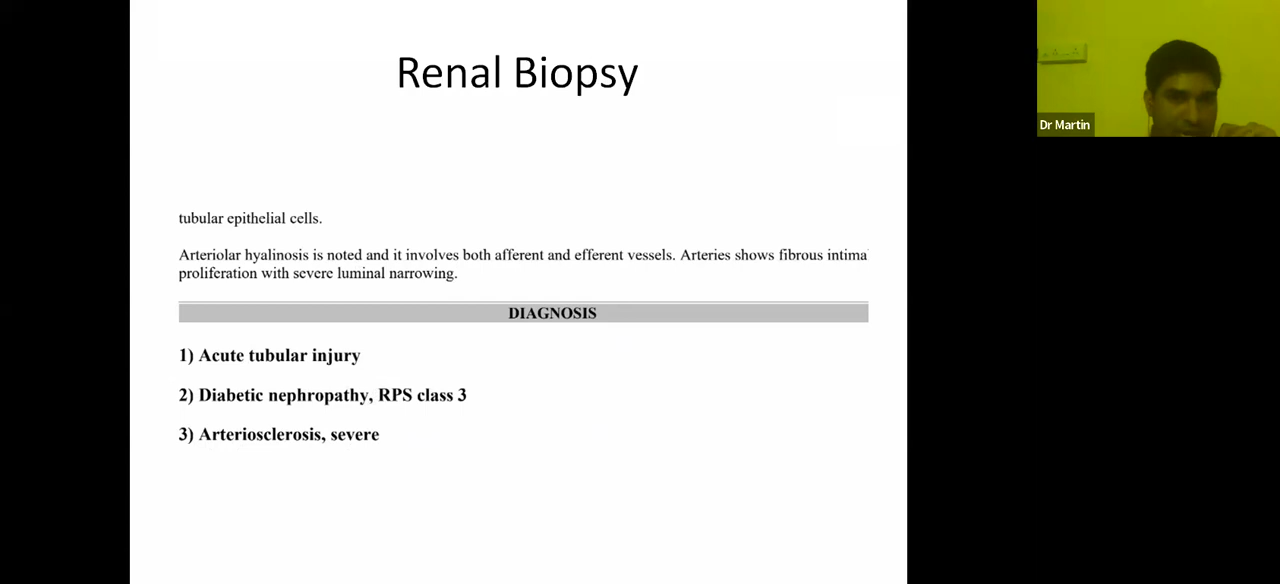 Renal Biopsy
Dr Martin
tubular epithelial cells.
Arteriolar hyalinosis is noted and it involves both afferent and efferent vessels. Arteries shows fibrous intima
proliferation with severe luminal narrowing.
DIAGNOSIS
1) Acute tubular injury
2) Diabetic nephropathy, RPS class 3
3) Arteriosclerosis, severe